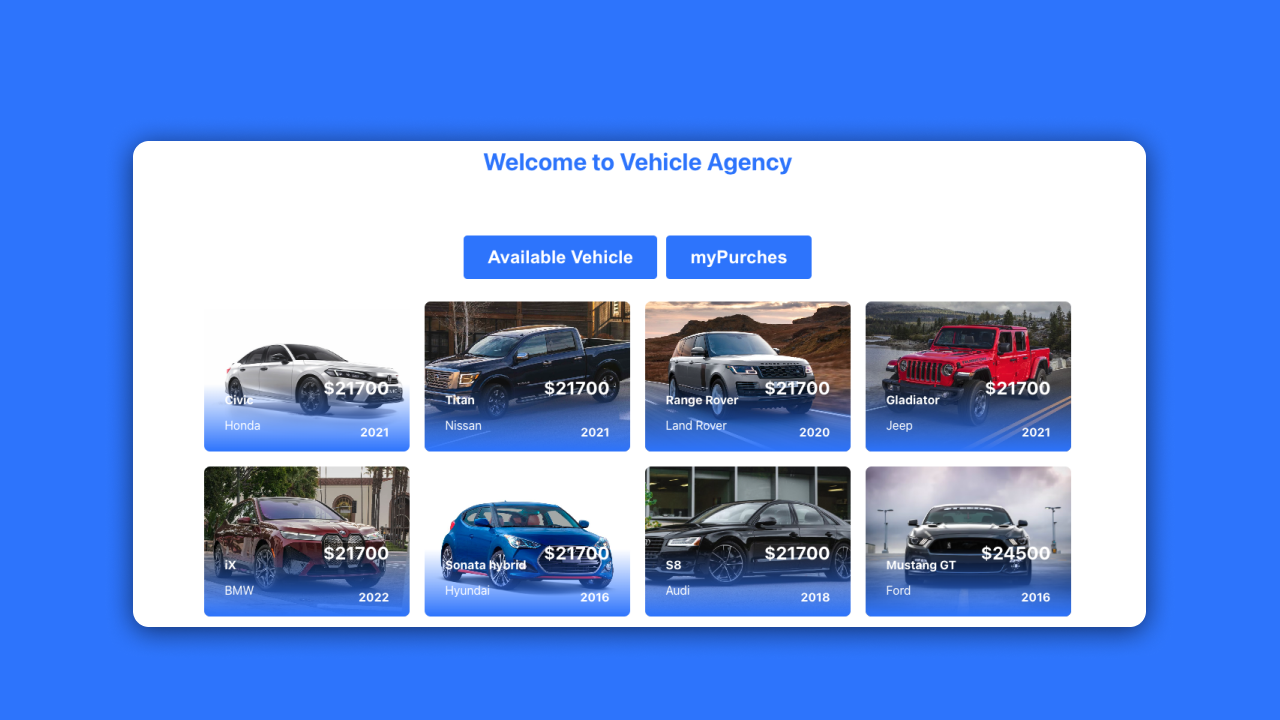 Welcome to Vehicle Agency
Available Vehicle
myPurches
$21700
Civic
Honda
2021
$21700
Titan
Nissan
2021
$21700
Range Rover
Land Rover
2020
$21700
Gladiator
Jeep
2021
$21700
iX
BMW
2022
$21700
Sonata hybrid
Hyundai
2016
$21700
S8
Audi
2018
$24500
Mustang GT
Ford
2016